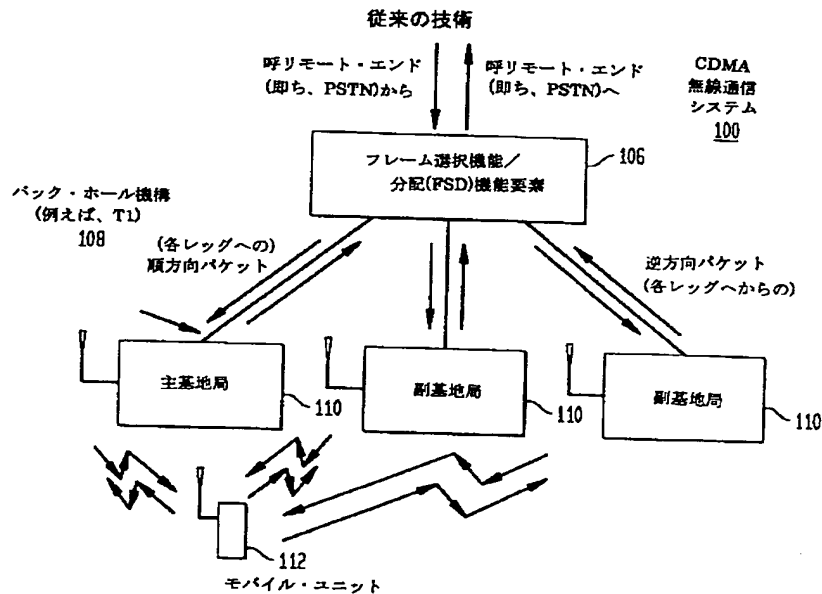 従来の技術
呼リモート・エンド
(即ち、PSTN)から
呼リモート・エンド
(即ち、PSTN)へ
CDMA
無線通信
システム
100
フレーム選択機能/
分配(FSD)機能要素
106
バック・ホール機構
(例えば、T1)
108
(各レッグへの)
順方向パケット
逆方向パケット
(各レッグへからの)
主基地局
110
副基地局
110
副基地局
110
112
モバイル・ユニット